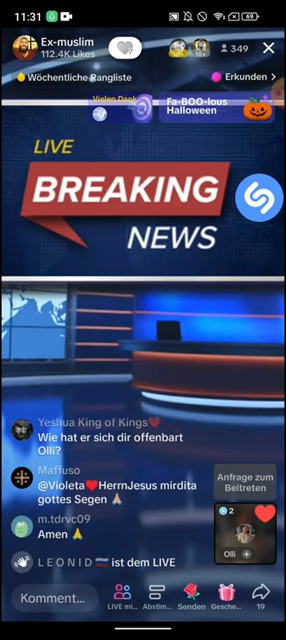 11:31
69
Ex-muslim
112.4K Likes
349
Wöchentliche Rangliste
Erkunden >
Vielen Dank
Fa-BOO-lous
Halloween
LIVE
BREAKING
NEWS
Yeshua King of Kings❤️
Wie hat er sich dir offenbart
Olli?
Maffuso
@Violeta❤️HerrnJesus mirdita
gottes Segen 🙏🏼
Anfrage zum
Beitreten
m.tdrvc09
Amen 🙏
2
Olli +
L E O N I D 🇷🇺 ist dem LIVE
Komment...
LIVE mi...
Abstim...
Senden
Gesche...
19